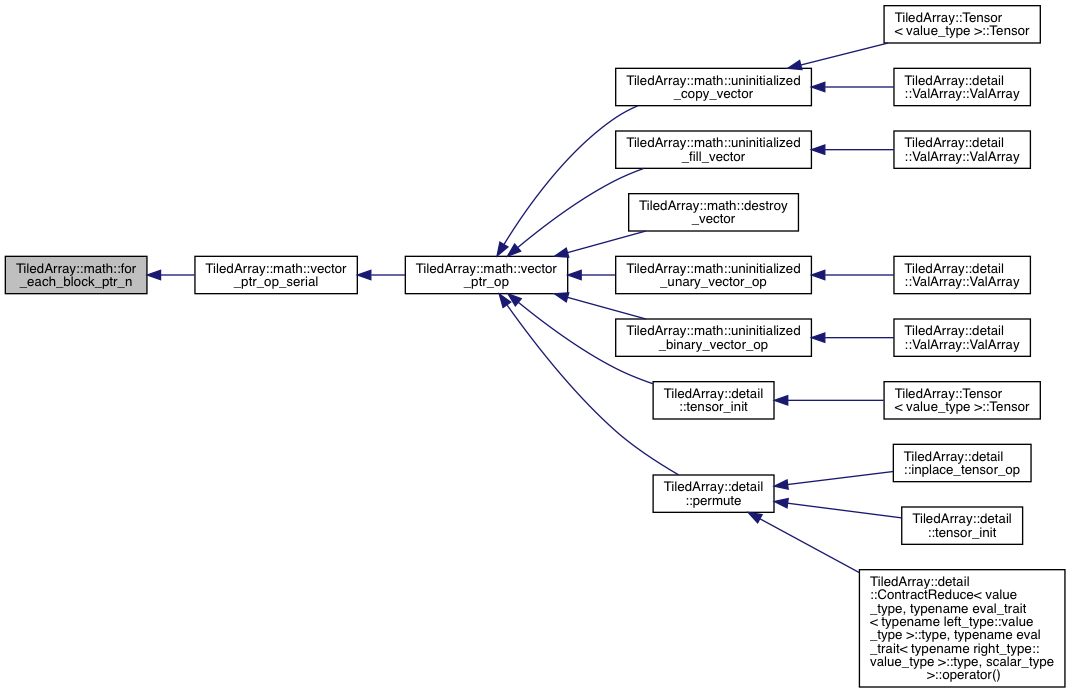 TiledArray::math::for
_each_block_ptr_n
TiledArray::math::vector
_ptr_op_serial
TiledArray::math::vector
_ptr_op
TiledArray::math::uninitialized
_copy_vector
TiledArray::Tensor
< value_type >::Tensor
TiledArray::detail
::ValArray::ValArray
TiledArray::math::uninitialized
_fill_vector
TiledArray::detail
::ValArray::ValArray
TiledArray::math::destroy
_vector
TiledArray::math::uninitialized
_unary_vector_op
TiledArray::detail
::ValArray::ValArray
TiledArray::math::uninitialized
_binary_vector_op
TiledArray::detail
::ValArray::ValArray
TiledArray::detail
::tensor_init
TiledArray::Tensor
< value_type >::Tensor
TiledArray::detail
::permute
TiledArray::detail
::inplace_tensor_op
TiledArray::detail
::tensor_init
TiledArray::detail
::ContractReduce< value
_type, typename eval_trait
< typename left_type::value
_type >::type, typename eval
_trait< typename right_type::
value_type >::type, scalar_type
>::operator()